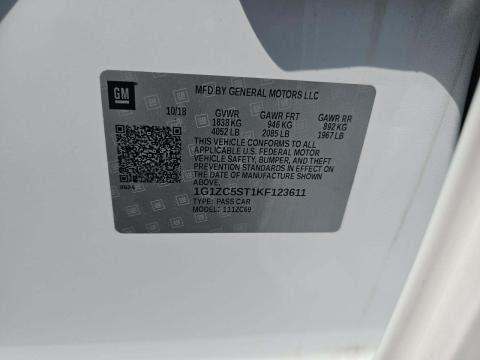 GM
MFD BY GENERAL MOTORS LLC
10/18 GVWR GAWR FRT GAWR RR
1838 KG 946 KG 892 KG
4052 LB 2085 LB 1967 LB
THIS VEHICLE CONFORMS TO ALL
APPLICABLE U.S. FEDERAL MOTOR
VEHICLE SAFETY, BUMPER, AND THEFT
PREVENTION STANDARDS IN EFFECT
ON THE DATE OF MANUFACTURE SHOWN
ABOVE.
1G1ZC5ST1KF123611
TYPE: PASS CAR
MODEL: 1112C69